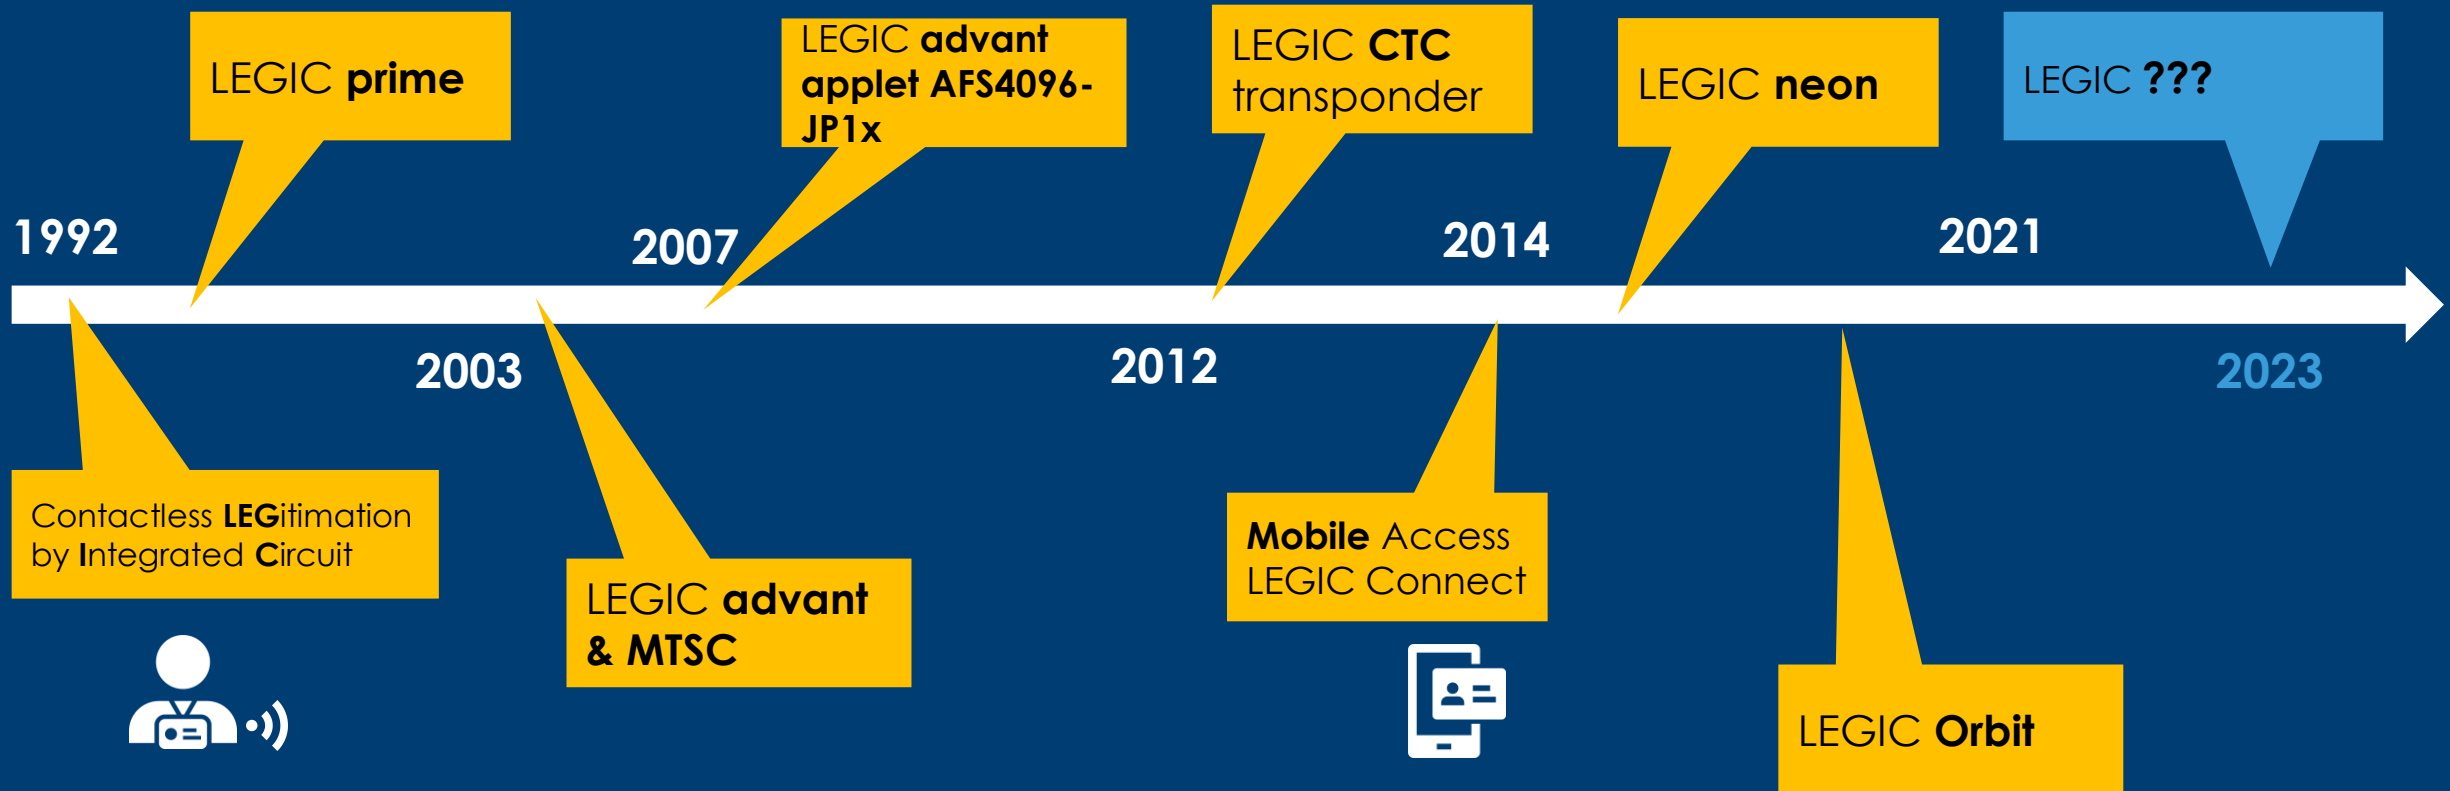 LEGIC prime
LEGIC advant
applet AFS4096-
JP1x
LEGIC CTC
transponder
LEGIC neon
LEGIC ???
1992
2007
2014
2021
2003
2012
2023
Contactless LEGitimation
by Integrated Circuit
LEGIC advant
& MTSC
Mobile Access
LEGIC Connect
LEGIC Orbit